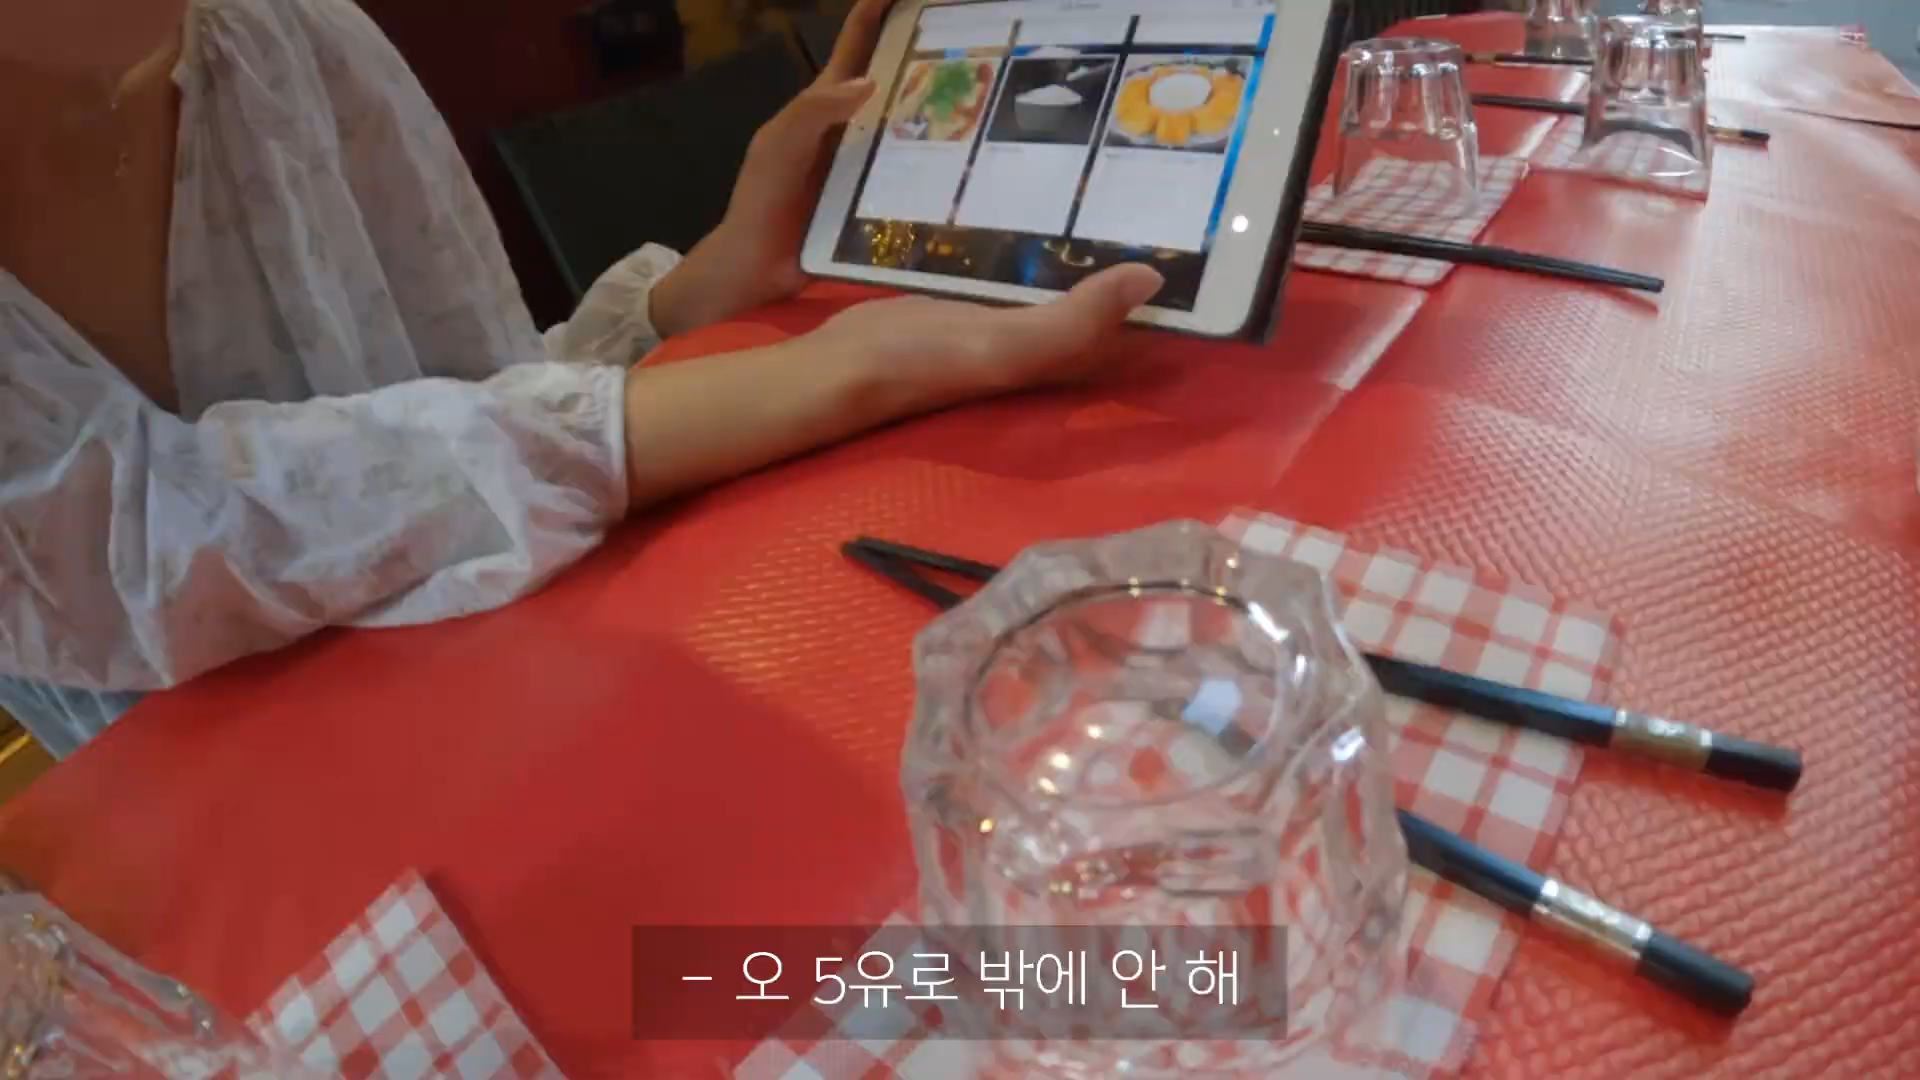 - 오 5유로 밖에 안 해